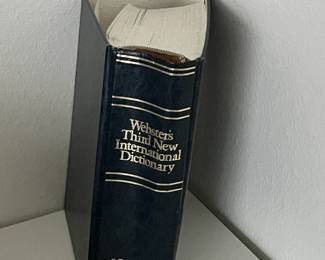 Webster's
Third New
International
Dictionary